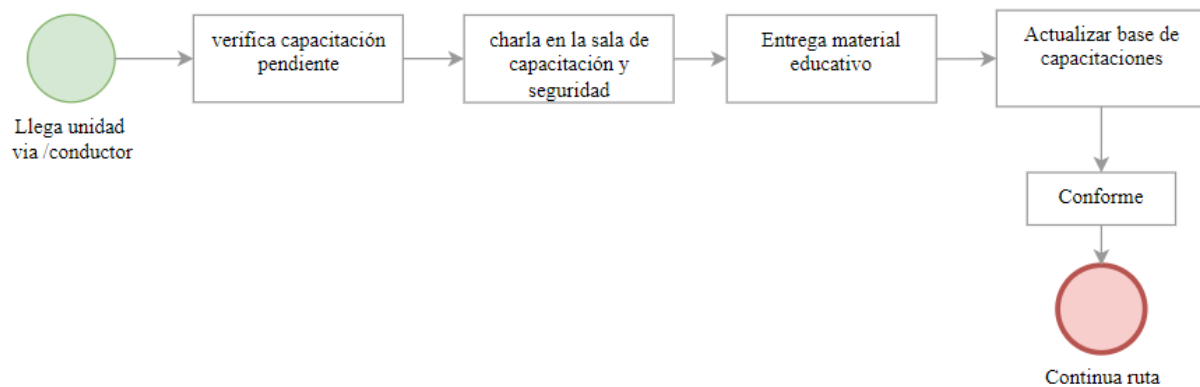 Llega unidad
via /conductor
verifica capacitación
pendiente
charla en la sala de
capacitación y
seguridad
Entrega material
educativo
Actualizar base de
capacitaciones
Conforme
Continua ruta